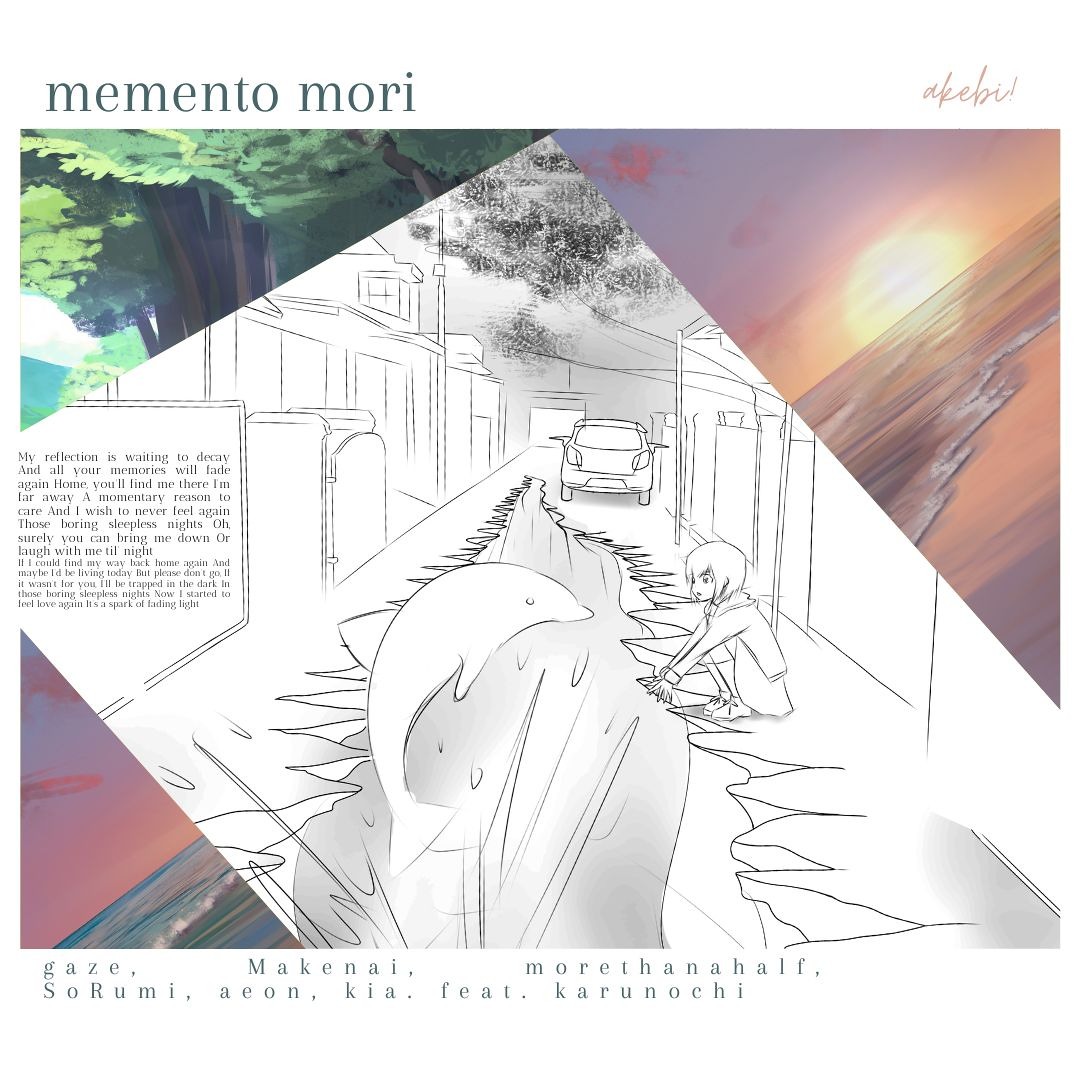 memento mori
akebi!
My reflection is waiting to decay
And all your memories will fade
again Home, you'll find me there I'm
far away A momentary reason to
care And I wish to never feel again
Those boring sleepless nights Oh,
surely you can bring me down Or
laugh with me til' night
If I could find my way back home again And
maybe I'd be living today But please don't go, If
it wasn't for you, I'll be trapped in the dark In
those boring sleepless nights Now I started to
feel love again It's a spark of fading light
gaze, Makenai, morethanahalf,
SoRumi, aeon, kia. feat. karunochi